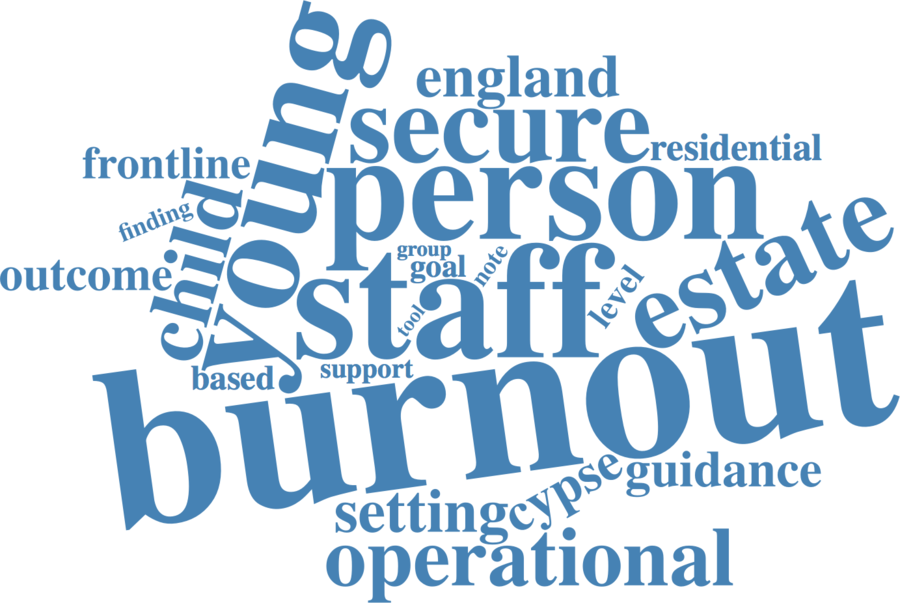 young
england
secure
residential
frontline
person
child
finding
estate
group
goal
note
outcome
staff
level
tool
based
support
burnout
guidance
cypse
setting
operational